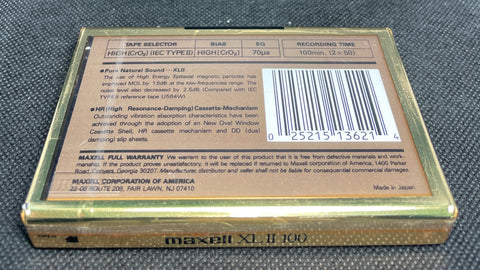 TAPE SELECTOR BIAS EQ RECORDING TIME
HIGH[CrO₂] (IEC TYPEⅡ) HIGH[CrO₂] 70μs 100min. (2×50)
● Pure Natural Sound — XLII
The use of High Energy Epitaxial magnetic particles has
improved MOL by 1.5dB at the low-frequencies range. The
noise level also decreased by 2.5dB. (Compared with IEC
TYPEⅡ reference tape U564W)
● HR(High Resonance-Damping)Cassette-Mechanism
Outstanding vibration absorption characteristics have been
achieved through the adoption of an New Oval Window
Cassette Shell, HR cassette mechanism and DD (dual
damping) slip sheets.
0 25215 13621 4
MAXELL FULL WARRANTY We warrant to the user of this product that it is free from defective materials and work-
manship. If the product proves unsatisfactory, it will be replaced if returned to Maxell corporation of America, 1400 Parker
Road, Conyers, Georgia 30207. Manufacturer, distributor and seller shall not be liable for consequential commercial damages.
MAXELL CORPORATION OF AMERICA
22-08 ROUTE 208, FAIR LAWN, NJ 07410
Made in Japan
OPEN
maxell XLⅡ100